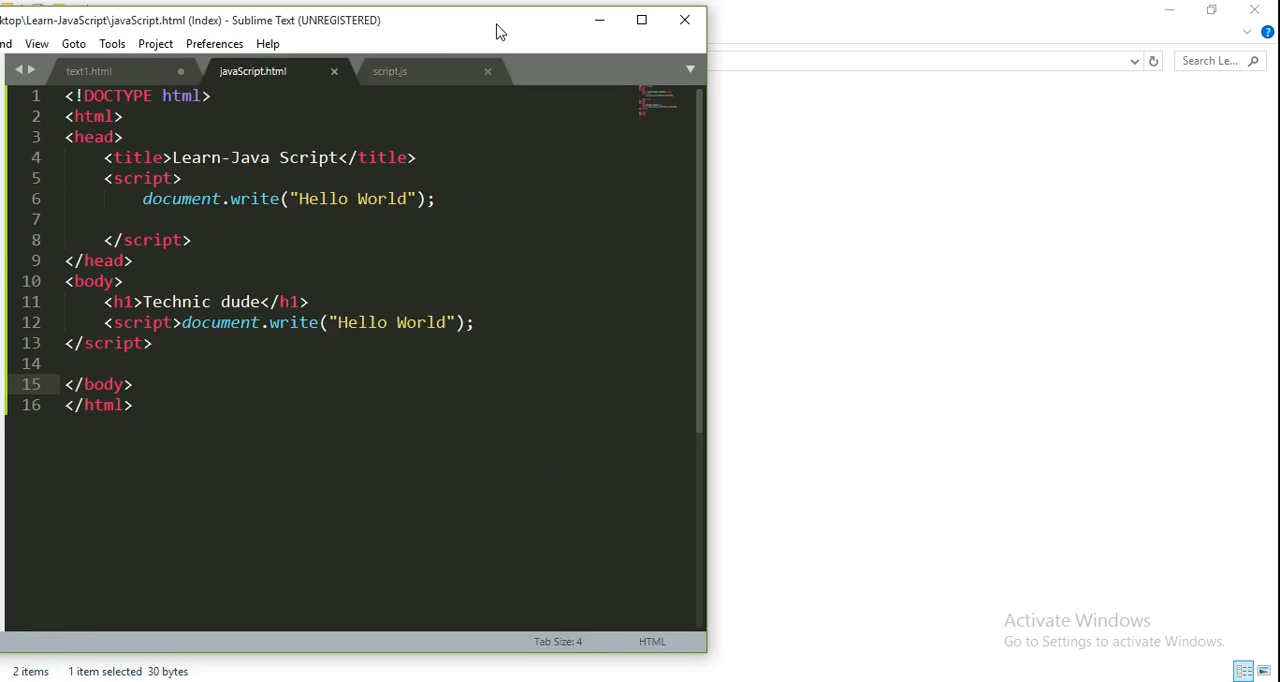 ktop\Learn-JavaScript\javaScript.html (Index) - Sublime Text (UNREGISTERED)
nd View Goto Tools Project Preferences Help
text1.html javaScript.html script.js
Search Le...
1 <!DOCTYPE html>
2 <html>
3 <head>
4 <title>Learn-Java Script</title>
5 <script>
6 document.write("Hello World");
7
8 </script>
9 </head>
10 <body>
11 <h1>Technic dude</h1>
12 <script>document.write("Hello World");
13 </script>
14
15 </body>
16 </html>
Activate Windows
Go to Settings to activate Windows.
Tab Size: 4 HTML
2 items 1 item selected 30 bytes